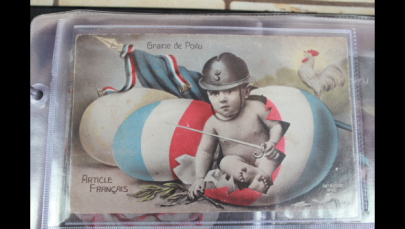 Graine de Poilu
ARTICLE
FRANÇAIS